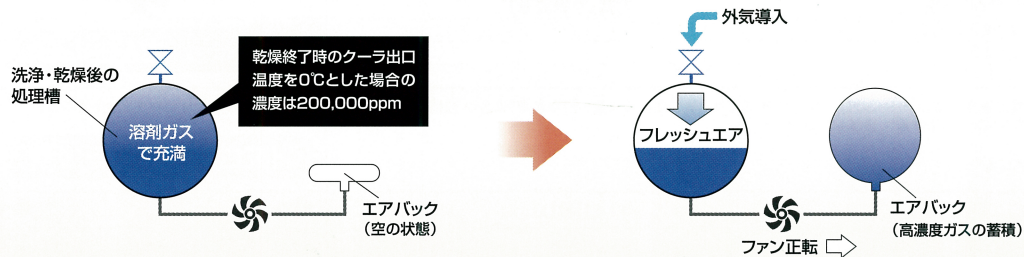 洗浄・乾燥後の
処理槽
溶剤ガス
で充満
乾燥終了時のクーラ出口
温度を0℃とした場合の
濃度は200,000ppm
エアバック
(空の状態)
外気導入
フレッシュエア
エアバック
(高濃度ガスの蓄積)
ファン正転